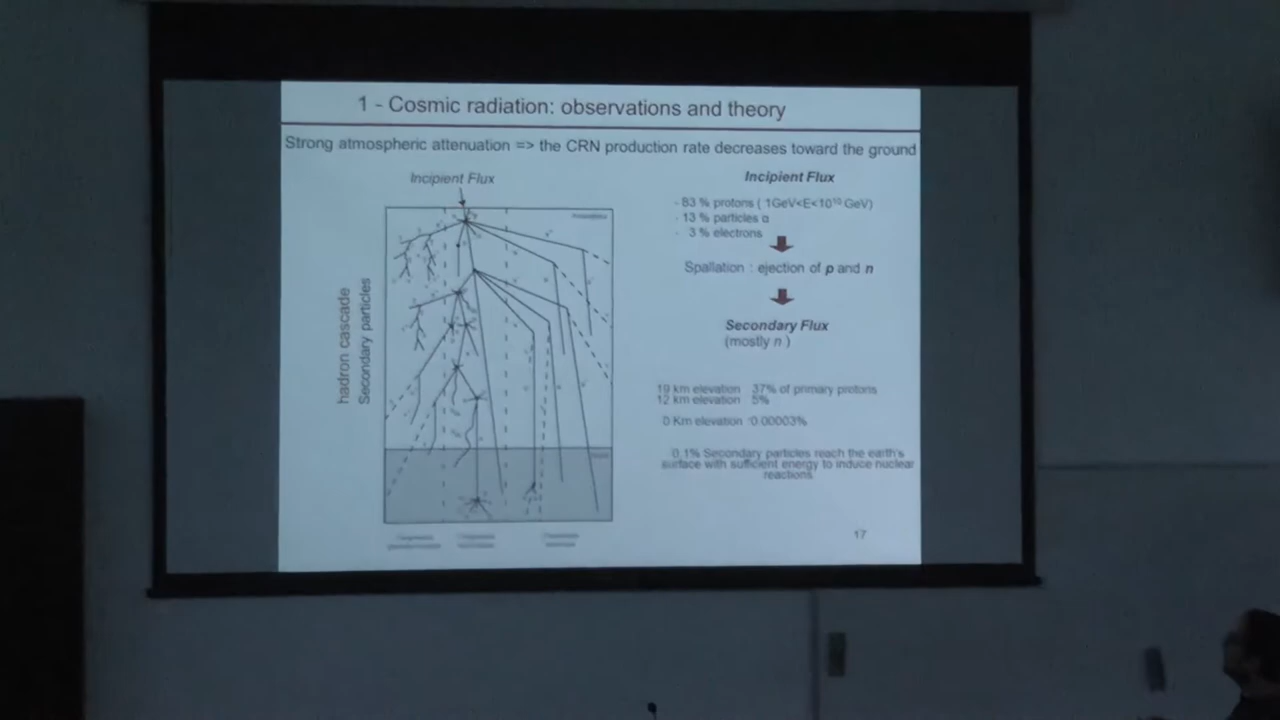 1 - Cosmic radiation: observations and theory
Strong atmospheric attenuation => the CRN production rate decreases toward the ground
Incipient Flux
hadron cascade
Secondary particles
Incipient Flux
- 83 % protons ( 1GeV<E<10¹⁰ GeV)
- 13 % particles α
- 3 % electrons
Spallation : ejection of p and n
Secondary Flux
(mostly n )
19 km elevation 37% of primary protons
12 km elevation 5%
0 Km elevation 0.00003%
0.1% Secondary particles reach the earth's
surface with sufficient energy to induce nuclear
reactions
17